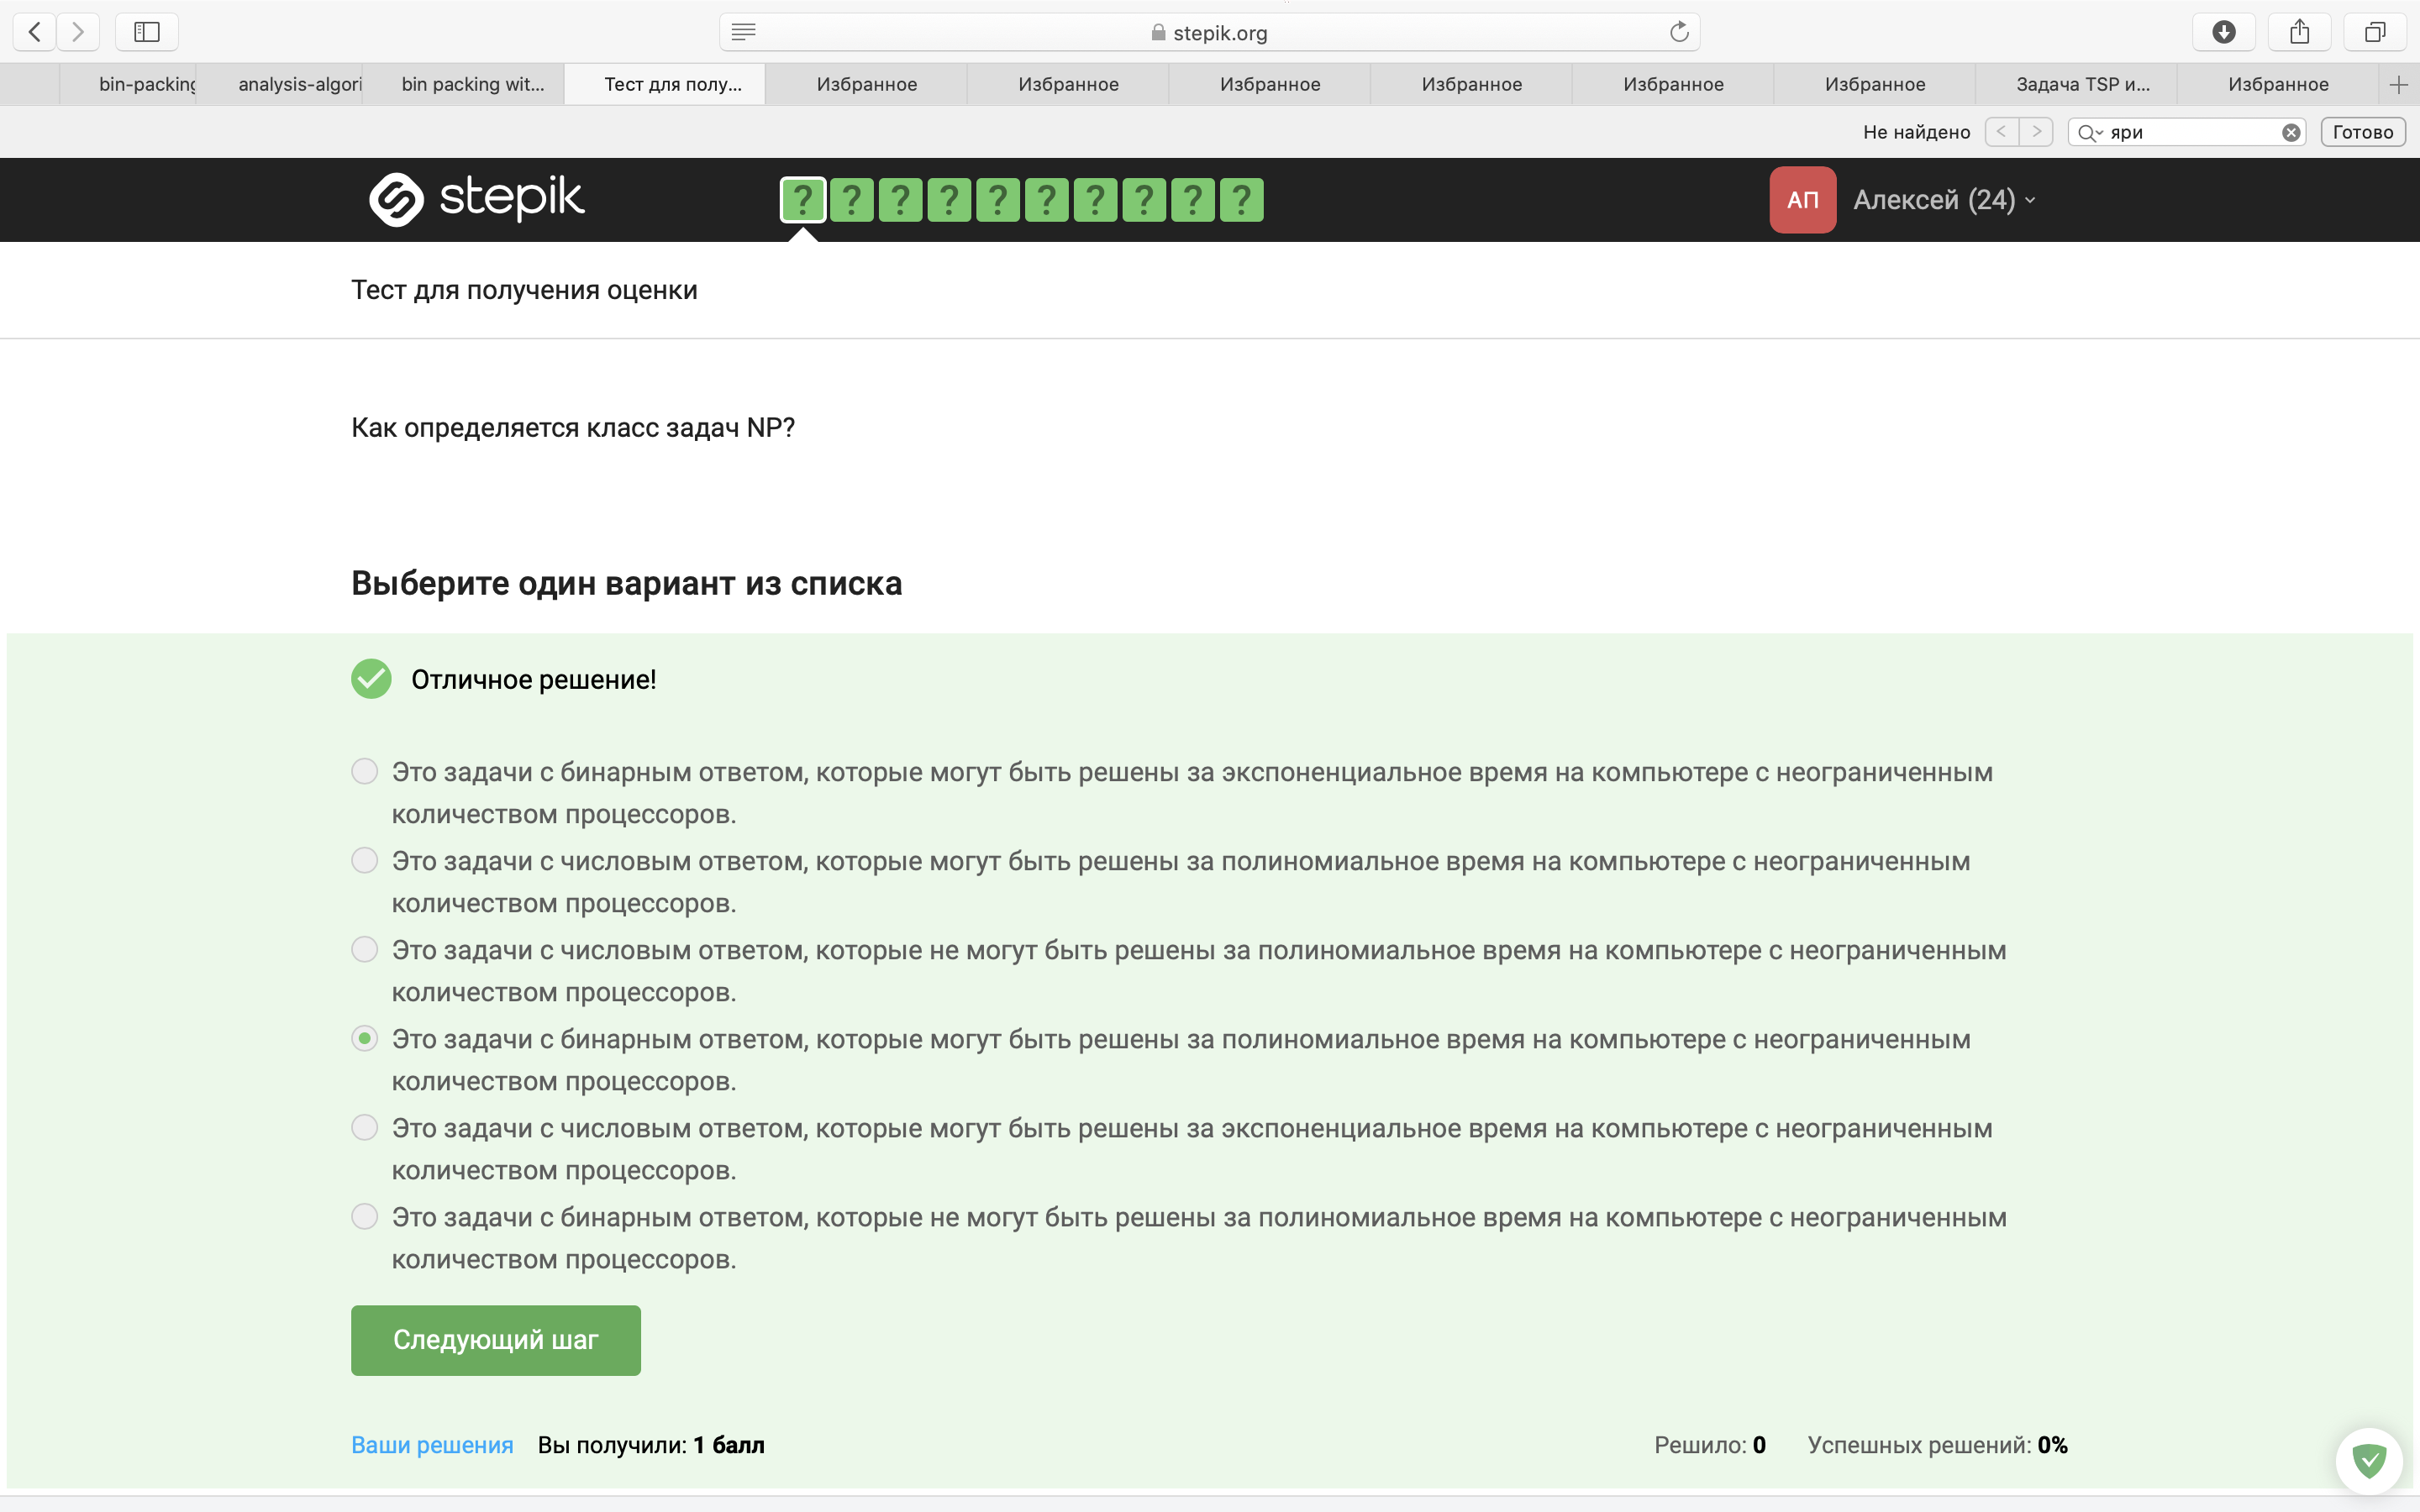 stepik.org
bin-packing
analysis-algori
bin packing wit...
Тест для полу...
Избранное
Избранное
Избранное
Избранное
Избранное
Избранное
Задача TSP и...
Избранное
Не найдено
яри
Готово
stepik
? ? ? ? ? ? ? ? ? ?
АП
Алексей (24)
Тест для получения оценки
Как определяется класс задач NP?
Выберите один вариант из списка
Отличное решение!
Это задачи с бинарным ответом, которые могут быть решены за экспоненциальное время на компьютере с неограниченным
количеством процессоров.
Это задачи с числовым ответом, которые могут быть решены за полиномиальное время на компьютере с неограниченным
количеством процессоров.
Это задачи с числовым ответом, которые не могут быть решены за полиномиальное время на компьютере с неограниченным
количеством процессоров.
Это задачи с бинарным ответом, которые могут быть решены за полиномиальное время на компьютере с неограниченным
количеством процессоров.
Это задачи с числовым ответом, которые могут быть решены за экспоненциальное время на компьютере с неограниченным
количеством процессоров.
Это задачи с бинарным ответом, которые не могут быть решены за полиномиальное время на компьютере с неограниченным
количеством процессоров.
Следующий шаг
Ваши решения Вы получили: 1 балл
Решило: 0 Успешных решений: 0%